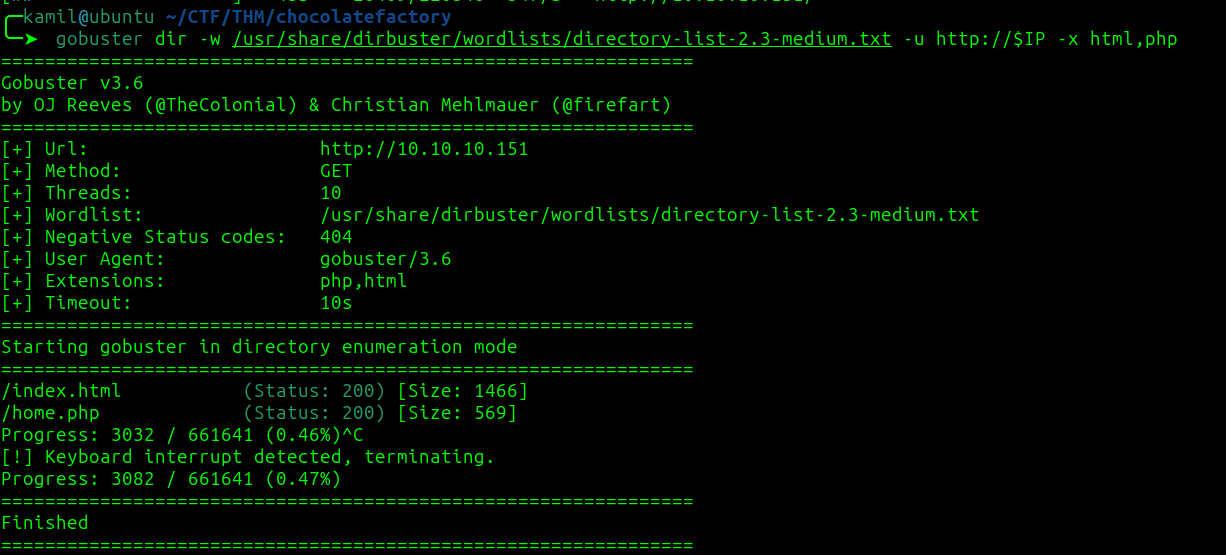 kamil@ubuntu ~/CTF/THM/chocolatefactory
gobuster dir -w /usr/share/dirbuster/wordlists/directory-list-2.3-medium.txt -u http://$IP -x html,php
===============================================================
Gobuster v3.6
by OJ Reeves (@TheColonial) & Christian Mehlmauer (@firefart)
===============================================================
[+] Url:                     http://10.10.10.151
[+] Method:                  GET
[+] Threads:                 10
[+] Wordlist:                /usr/share/dirbuster/wordlists/directory-list-2.3-medium.txt
[+] Negative Status codes:   404
[+] User Agent:              gobuster/3.6
[+] Extensions:              php,html
[+] Timeout:                 10s
===============================================================
Starting gobuster in directory enumeration mode
===============================================================
/index.html           (Status: 200) [Size: 1466]
/home.php             (Status: 200) [Size: 569]
Progress: 3032 / 661641 (0.46%)^C
[!] Keyboard interrupt detected, terminating.
Progress: 3082 / 661641 (0.47%)
===============================================================
Finished
===============================================================